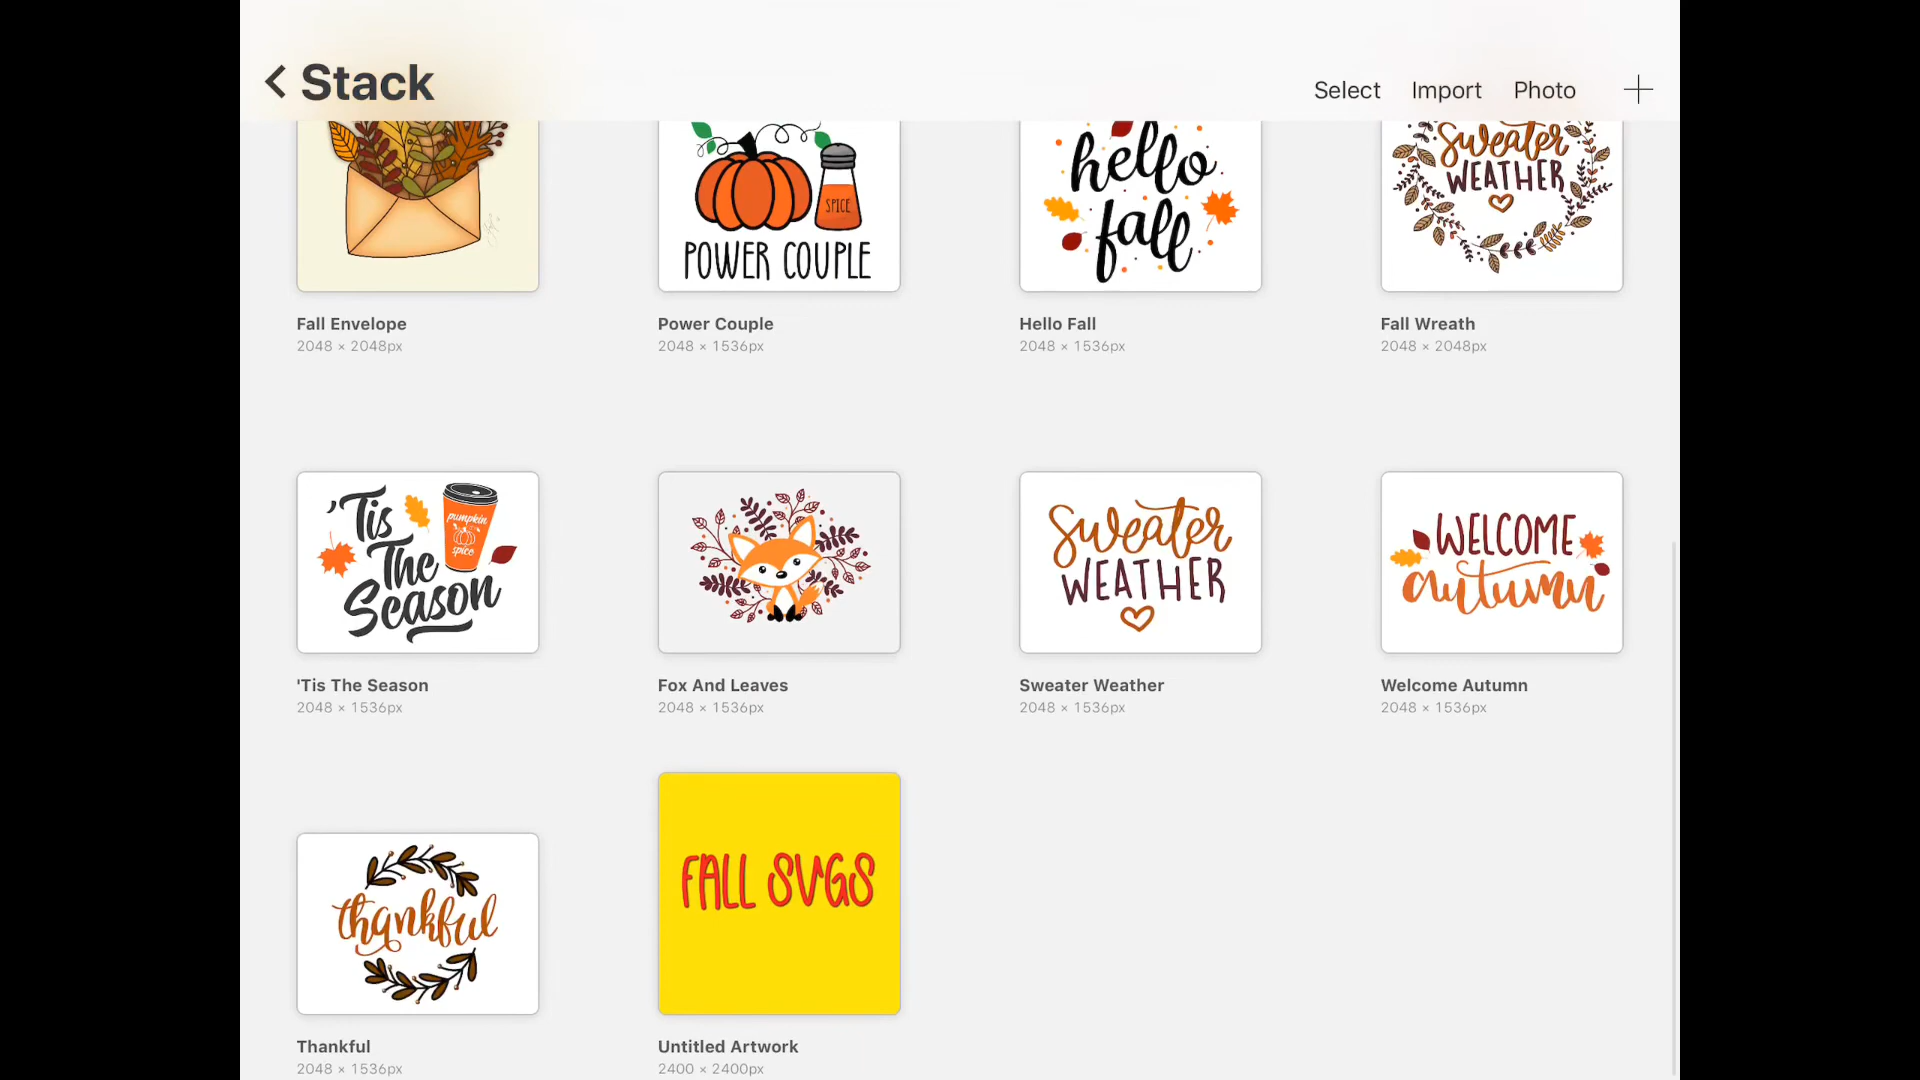 Stack
Select Import Photo
SPICE
POWER COUPLE
hello
fall
Sweater
WEATHER
Fall Envelope
2048 × 2048px
Power Couple
2048 × 1536px
Hello Fall
2048 × 1536px
Fall Wreath
2048 × 2048px
'Tis
The
Season
pumpkin
spice
Sweater
WEATHER
WELCOME
autumn
'Tis The Season
2048 × 1536px
Fox And Leaves
2048 × 1536px
Sweater Weather
2048 × 1536px
Welcome Autumn
2048 × 1536px
thankful
FALL SVGS
Thankful
2048 × 1536px
Untitled Artwork
2400 × 2400px